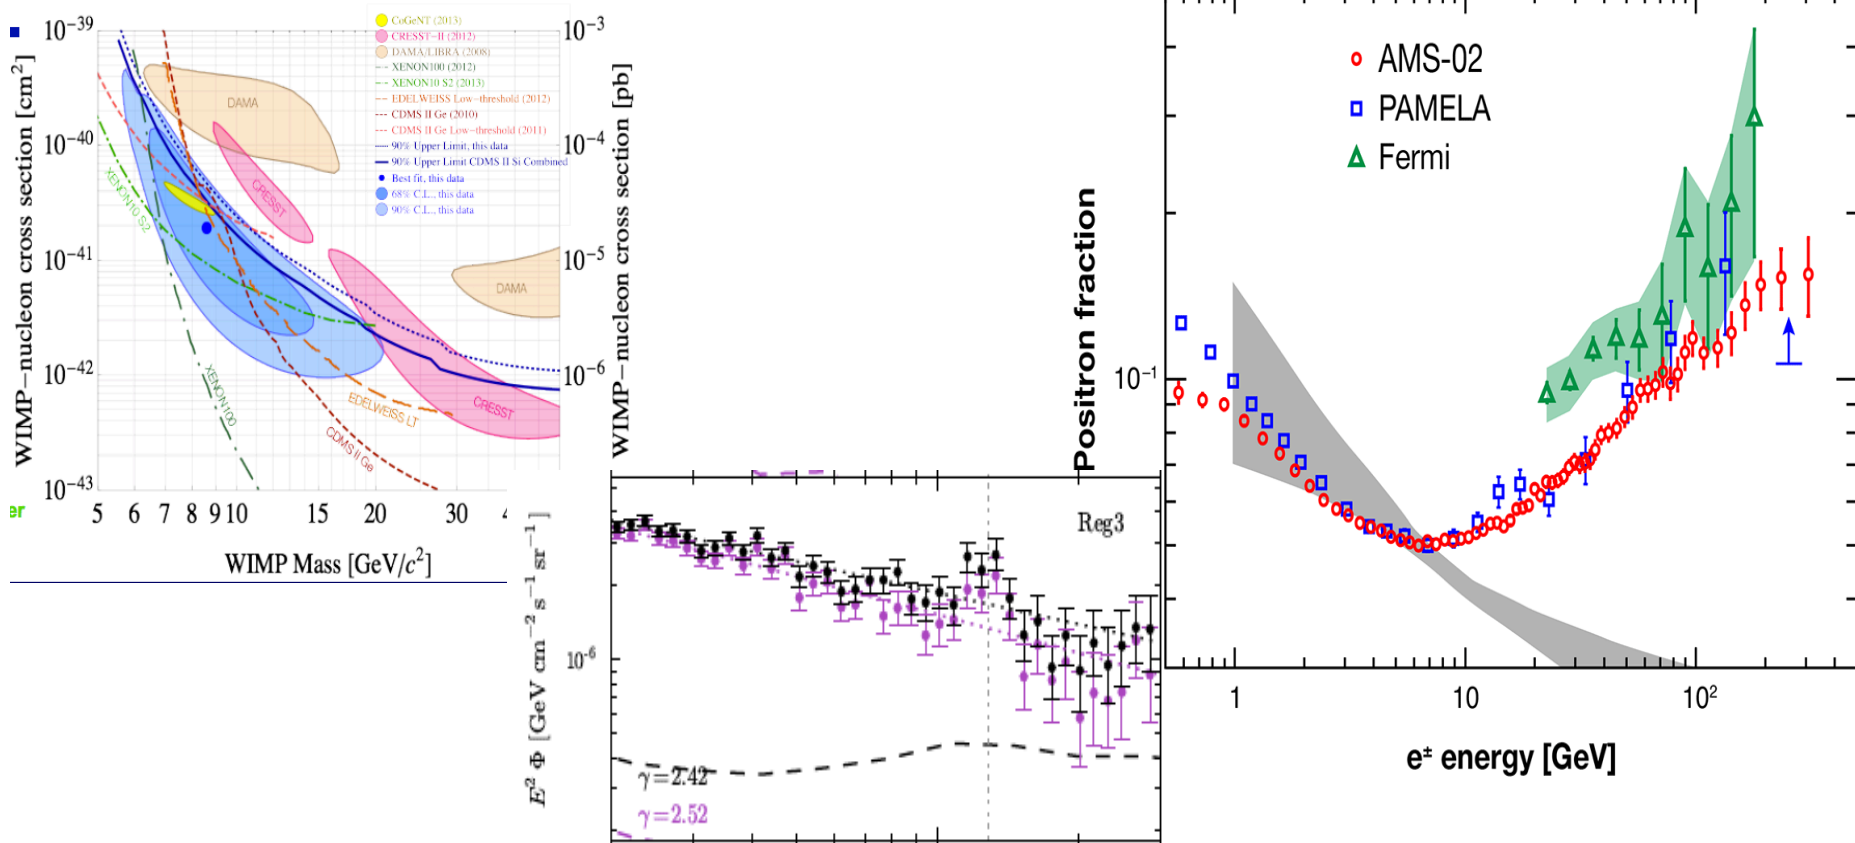 CoGeNT (2013)
CRESST-II (2012)
DAMA/LIBRA (2008)
XENON100 (2012)
XENON10 S2 (2013)
EDELWEISS Low-threshold (2012)
CDMS II Ge (2010)
CDMS II Ge Low-threshold (2011)
90% Upper Limit, this data
90% Upper Limit CDMS II Si Combined
Best fit, this data
68% C.L., this data
90% C.L., this data
WIMP-nucleon cross section [cm²]
10⁻³⁹
10⁻⁴⁰
10⁻⁴¹
10⁻⁴²
10⁻⁴³
er
DAMA
CRESST
XENON10 S2
DAMA
XENON100
EDELWEISS LT
CRESST
CDMS II Ge
5 6 7 8 9 10 15 20 30
WIMP Mass [GeV/c²]
10⁻³
10⁻⁴
10⁻⁵
10⁻⁶
WIMP-nucleon cross section [pb]
Reg3
E² Φ [GeV cm⁻² s⁻¹ sr⁻¹]
10⁻⁶
γ=2.42
γ=2.52
AMS-02
PAMELA
Fermi
Positron fraction
10⁻¹
1 10 10²
e± energy [GeV]